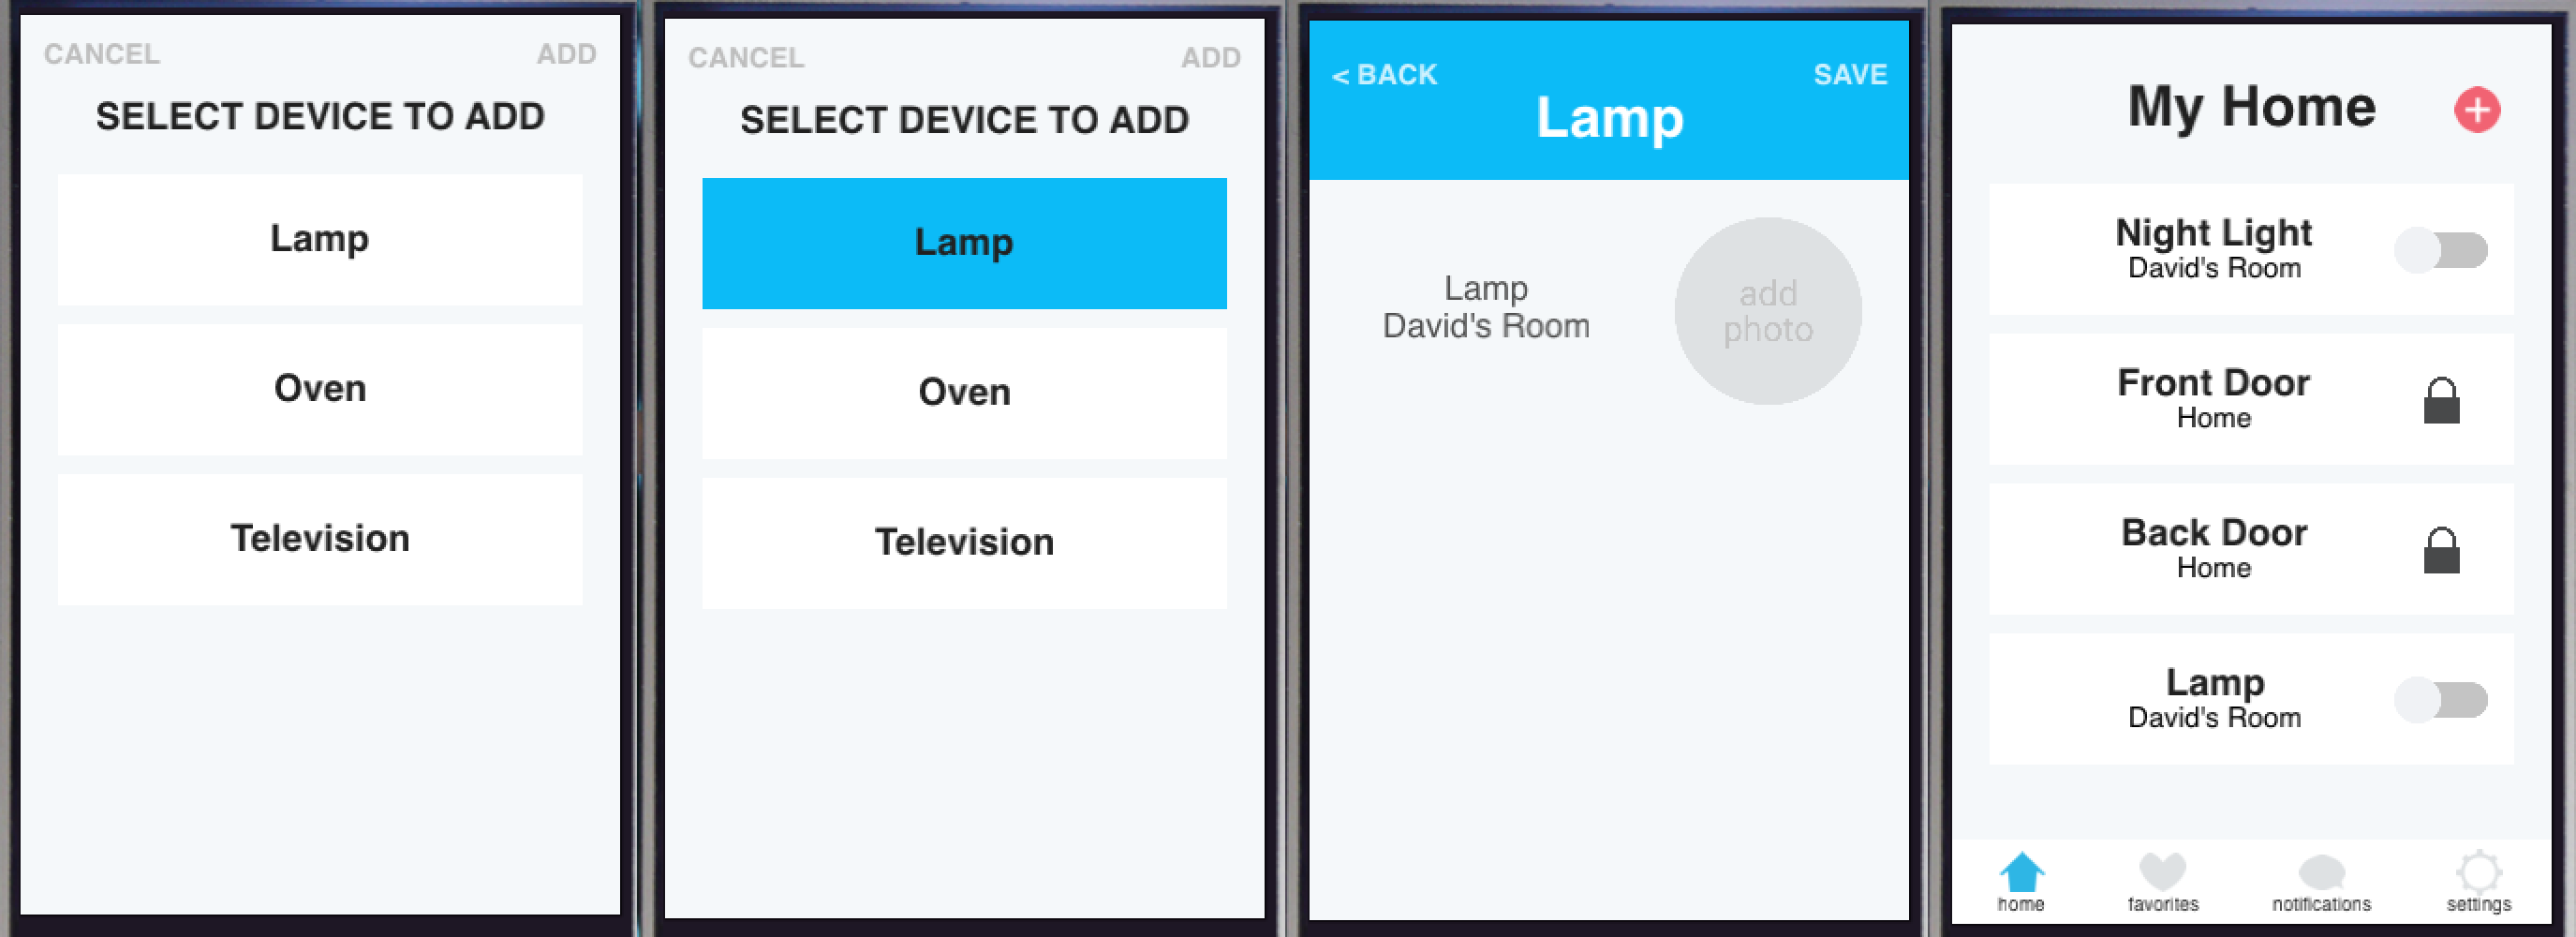 CANCEL ADD
SELECT DEVICE TO ADD
Lamp
Oven
Television
CANCEL ADD
SELECT DEVICE TO ADD
Lamp
Oven
Television
< BACK SAVE
Lamp
Lamp
David's Room
add
photo
My Home
Night Light
David's Room
Front Door
Home
Back Door
Home
Lamp
David's Room
home favorites notifications settings